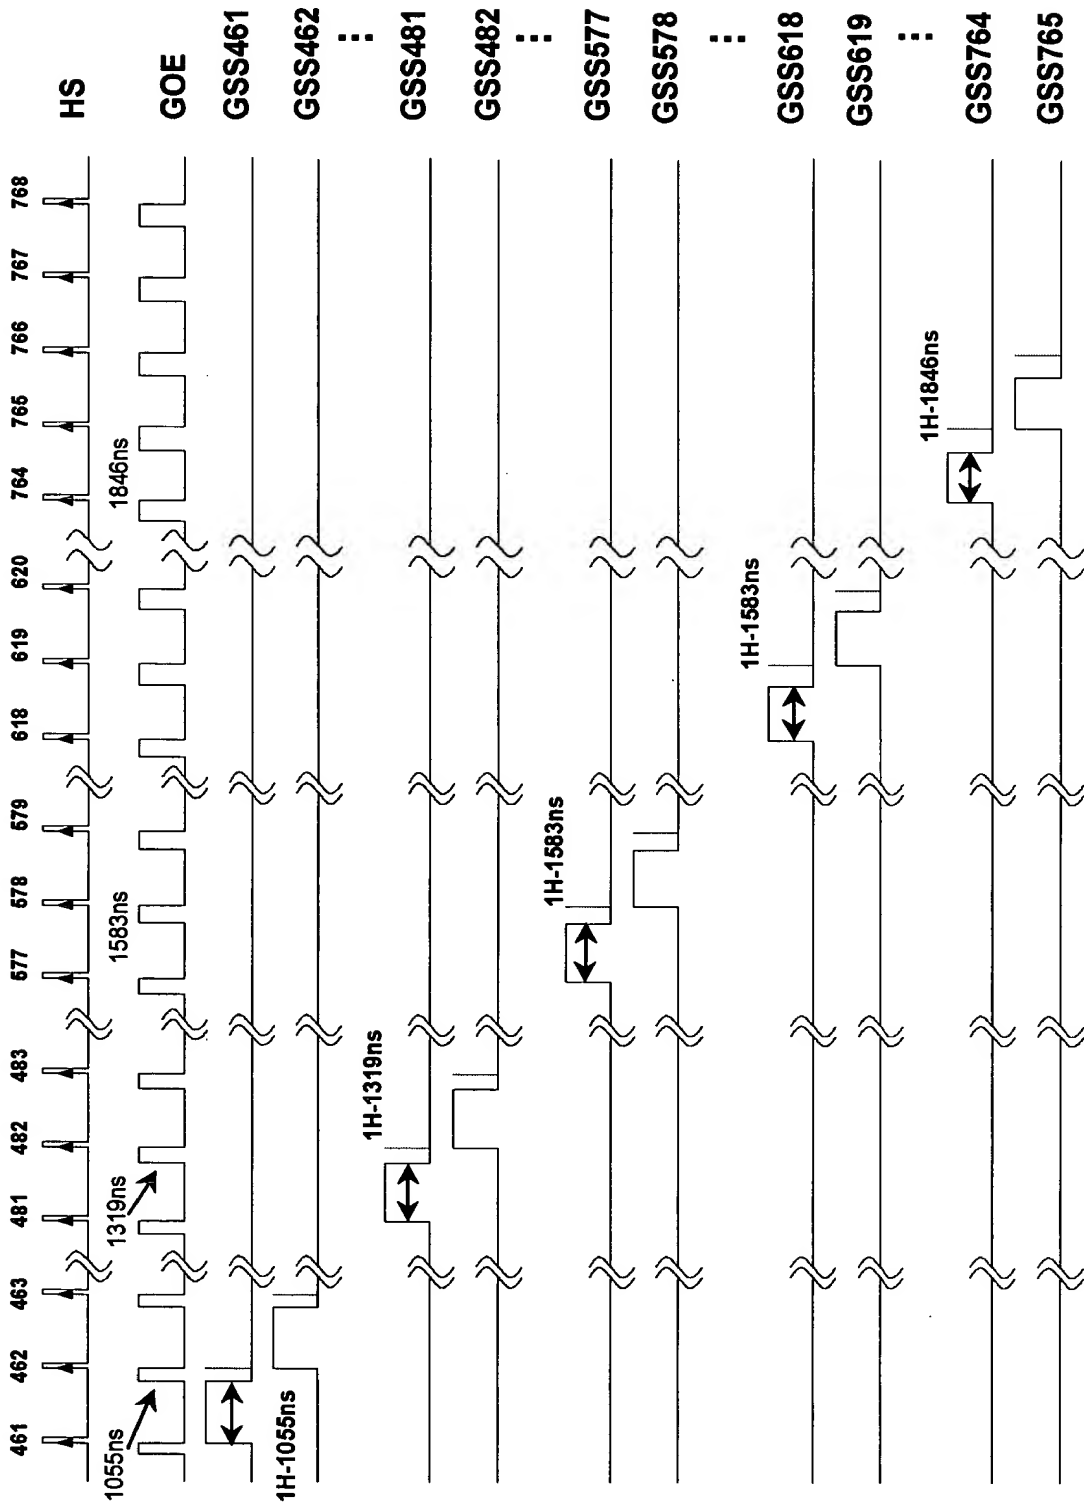 461 462 463 481 482 483 577 578 579 618 619 620 764 765 766 767 768
HS
1055ns 1319ns 1583ns 1846ns
GOE
GSS461
1H-1055ns
GSS462
⋮
1H-1319ns
GSS481
GSS482
⋮
1H-1583ns
GSS577
GSS578
⋮
1H-1583ns
GSS618
GSS619
⋮
1H-1846ns
GSS764
GSS765